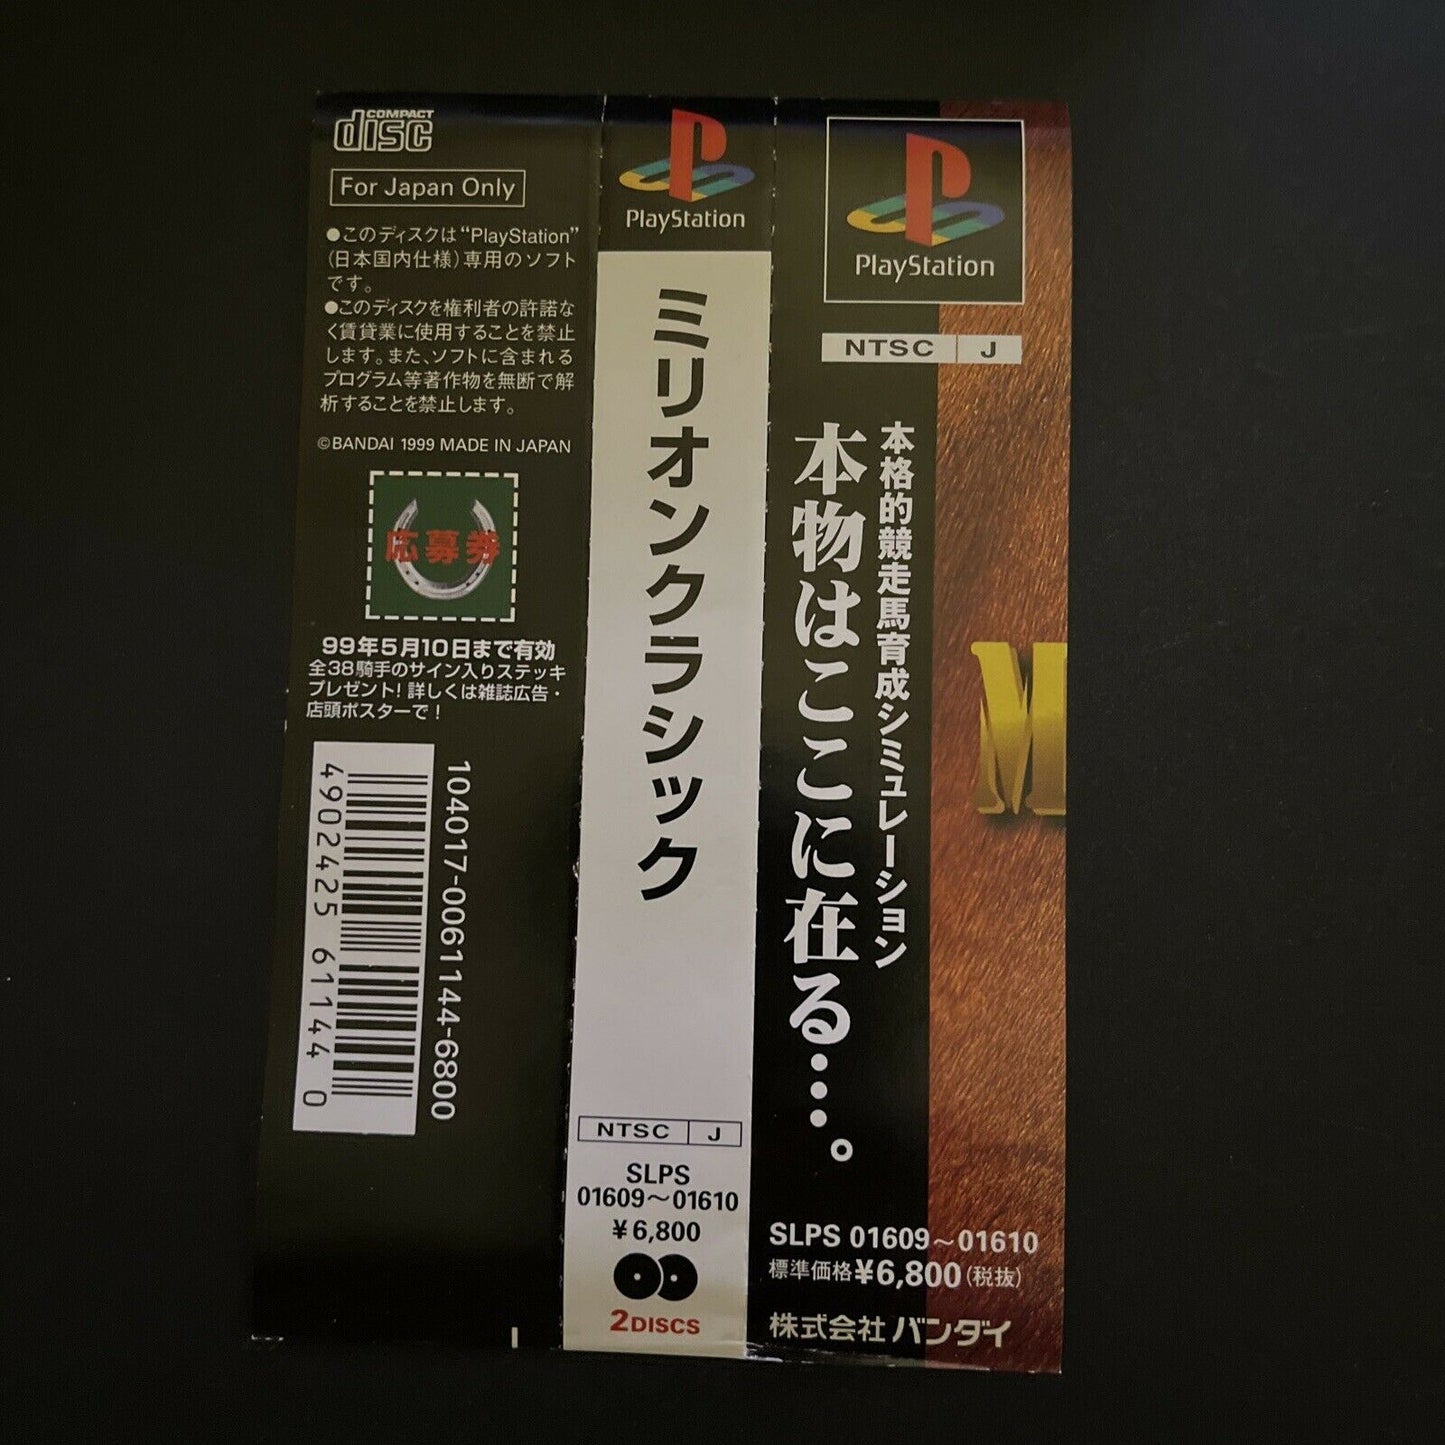 COMPACT
disc
For Japan Only
●このディスクは“PlayStation”
(日本国内仕様)専用のソフト
です。
●このディスクを権利者の許諾な
く賃貸業に使用することを禁止
します。また、ソフトに含まれる
プログラム等著作物を無断で解
析することを禁止します。
©BANDAI 1999 MADE IN JAPAN
応募券
99年5月10日まで有効
全38騎手のサイン入りステッキ
プレゼント!詳しくは雑誌広告・
店頭ポスターで!
104017-0061144-6800
4902425 61144 0
PlayStation
ミリオンクラシック
NTSC J
SLPS
01609〜01610
¥6,800
2DISCS
PlayStation
NTSC J
本格的競走馬育成シミュレーション
本物はここに在る…。
M
SLPS 01609〜01610
標準価格¥6,800(税抜)
株式会社バンダイ